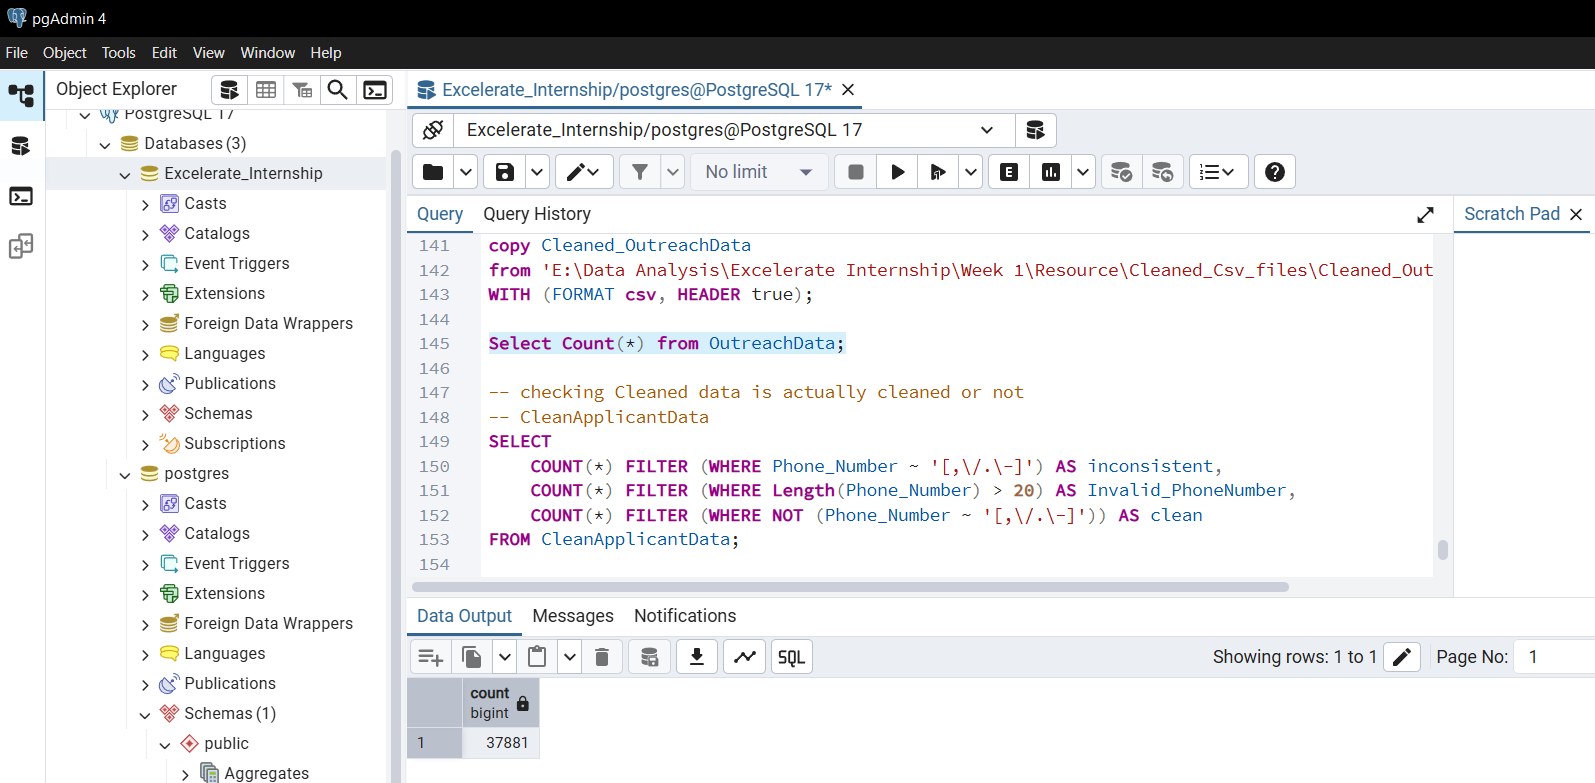 pgAdmin 4
File Object Tools Edit View Window Help
Object Explorer
PostgreSQL 17
Databases (3)
Excelerate_Internship
Casts
Catalogs
Event Triggers
Extensions
Foreign Data Wrappers
Languages
Publications
Schemas
Subscriptions
postgres
Casts
Catalogs
Event Triggers
Extensions
Foreign Data Wrappers
Languages
Publications
Schemas (1)
public
Aggregates
Excelerate_Internship/postgres@PostgreSQL 17*
Excelerate_Internship/postgres@PostgreSQL 17
No limit
E
Query Query History
Scratch Pad
141 copy Cleaned_OutreachData
142 from 'E:\Data Analysis\Excelerate Internship\Week 1\Resource\Cleaned_Csv_files\Cleaned_Out
143 WITH (FORMAT csv, HEADER true);
144
145 Select Count(*) from OutreachData;
146
147 -- checking Cleaned data is actually cleaned or not
148 -- CleanApplicantData
149 SELECT
150 COUNT(*) FILTER (WHERE Phone_Number ~ '[,\/.\-]') AS inconsistent,
151 COUNT(*) FILTER (WHERE Length(Phone_Number) > 20) AS Invalid_PhoneNumber,
152 COUNT(*) FILTER (WHERE NOT (Phone_Number ~ '[,\/.\-]')) AS clean
153 FROM CleanApplicantData;
154
Data Output Messages Notifications
SQL
Showing rows: 1 to 1
Page No: 1
count
bigint
1 37881